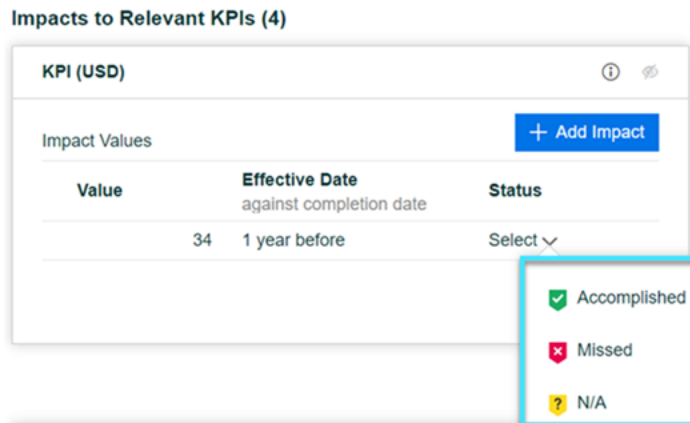 Impacts to Relevant KPIs (4)
KPI (USD)
Impact Values
+ Add Impact
Value
Effective Date
against completion date
Status
34
1 year before
Select
Accomplished
Missed
N/A